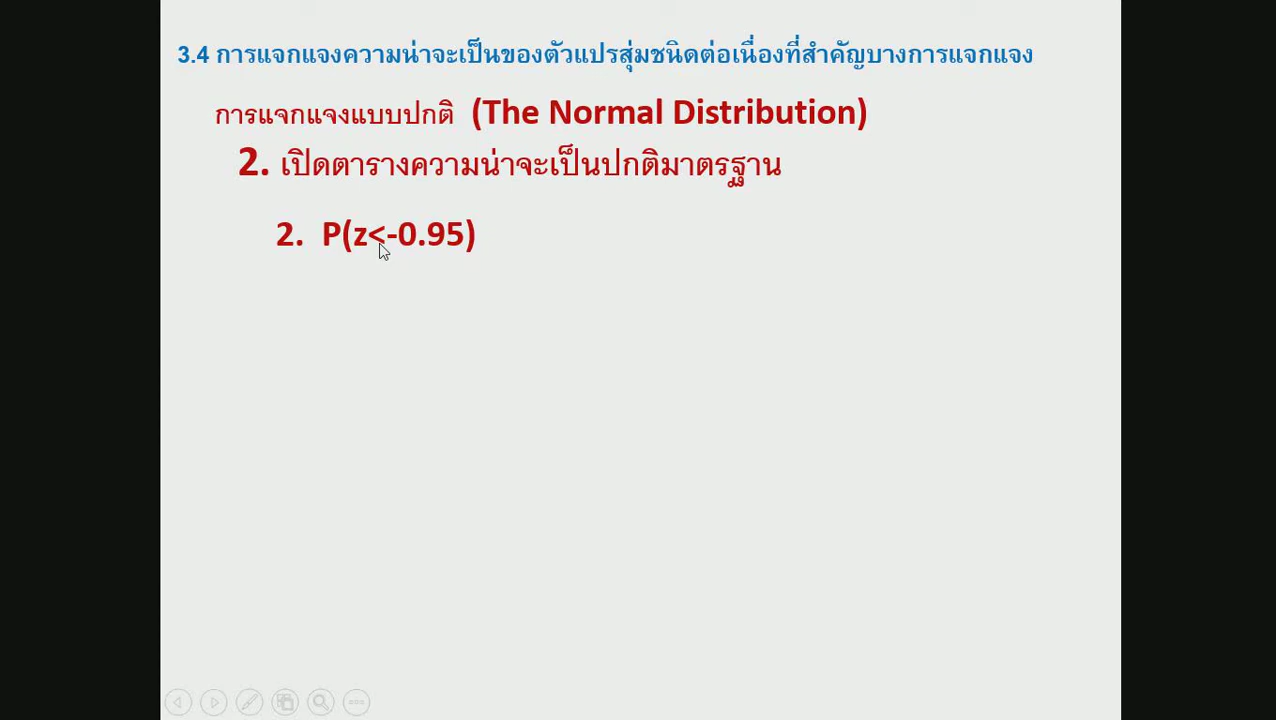 3.4 การแจกแจงความน่าจะเป็นของตัวแปรสุ่มชนิดต่อเนื่องที่สำคัญบางการแจกแจง
การแจกแจงแบบปกติ (The Normal Distribution)
2. เปิดตารางความน่าจะเป็นปกติมาตรฐาน
2. P(z<-0.95)